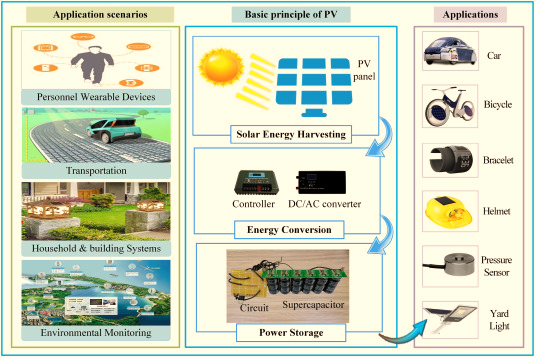 Application scenarios
Personnel Wearable Devices
Transportation
Household & building Systems
Environmental Monitoring
Basic principle of PV
PV
panel
Solar Energy Harvesting
Controller
DC/AC converter
Energy Conversion
Circuit
Supercapacitor
Power Storage
Applications
Car
Bicycle
Bracelet
Helmet
Pressure
Sensor
Yard
Light